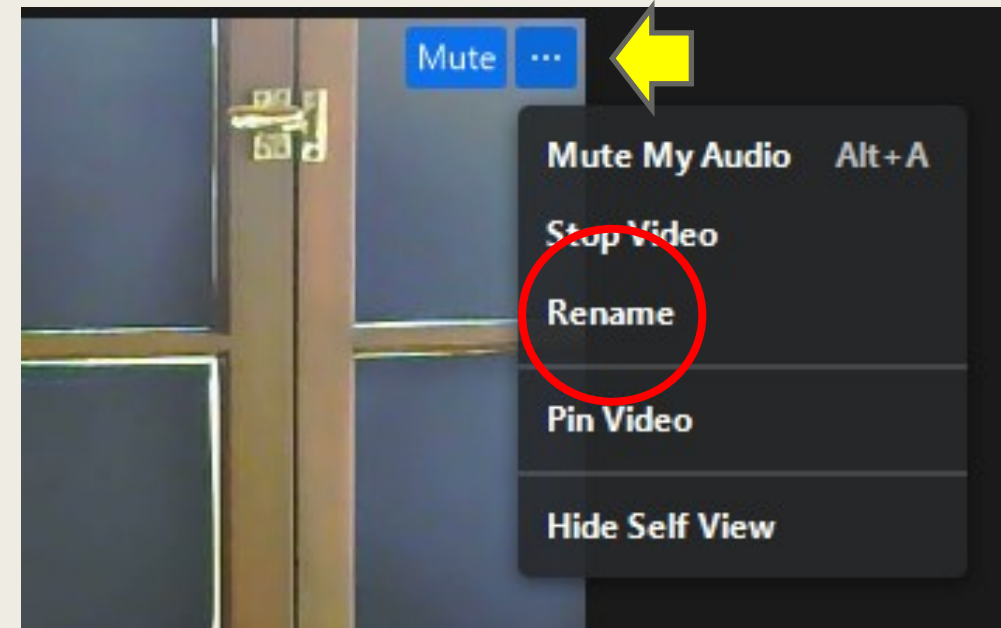 Mute ...
Mute My Audio Alt+A
Stop Video
Rename
Pin Video
Hide Self View